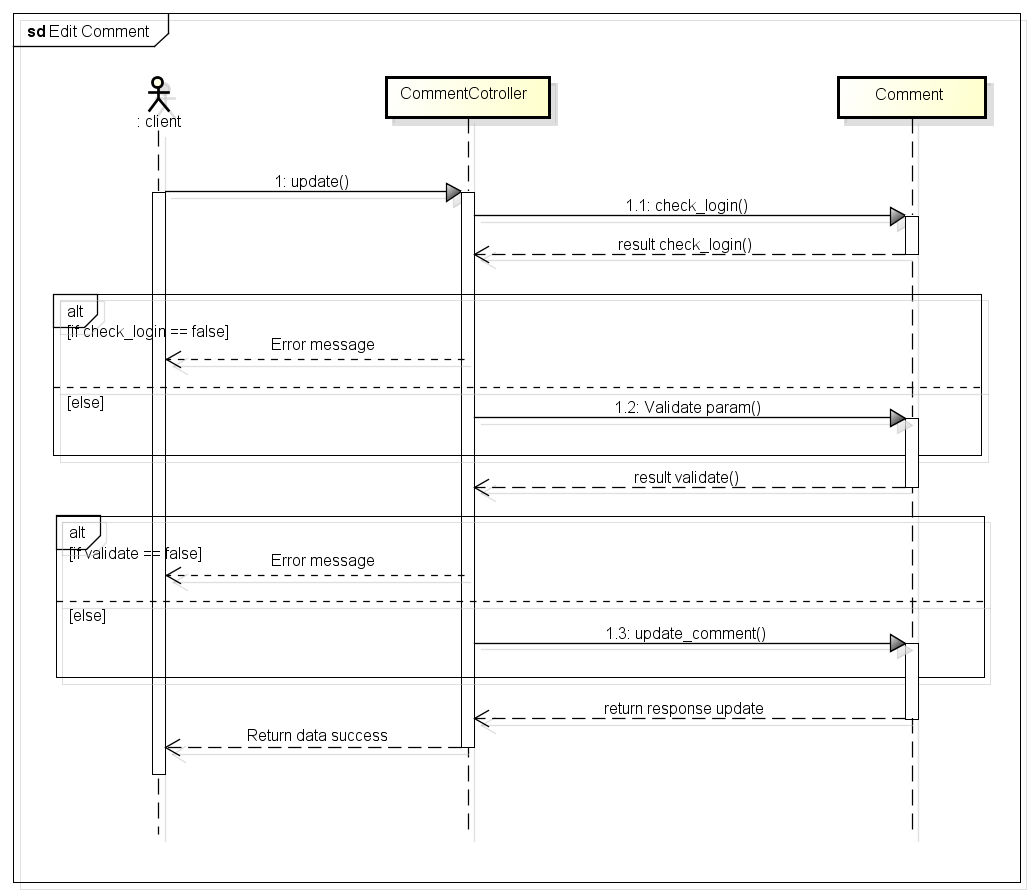 sd Edit Comment
: client
CommentCotroller
Comment
1: update()
1.1: check_login()
result check_login()
alt
[if check_login == false]
Error message
[else]
1.2: Validate param()
result validate()
alt
[if validate == false]
Error message
[else]
1.3: update_comment()
return response update
Return data success